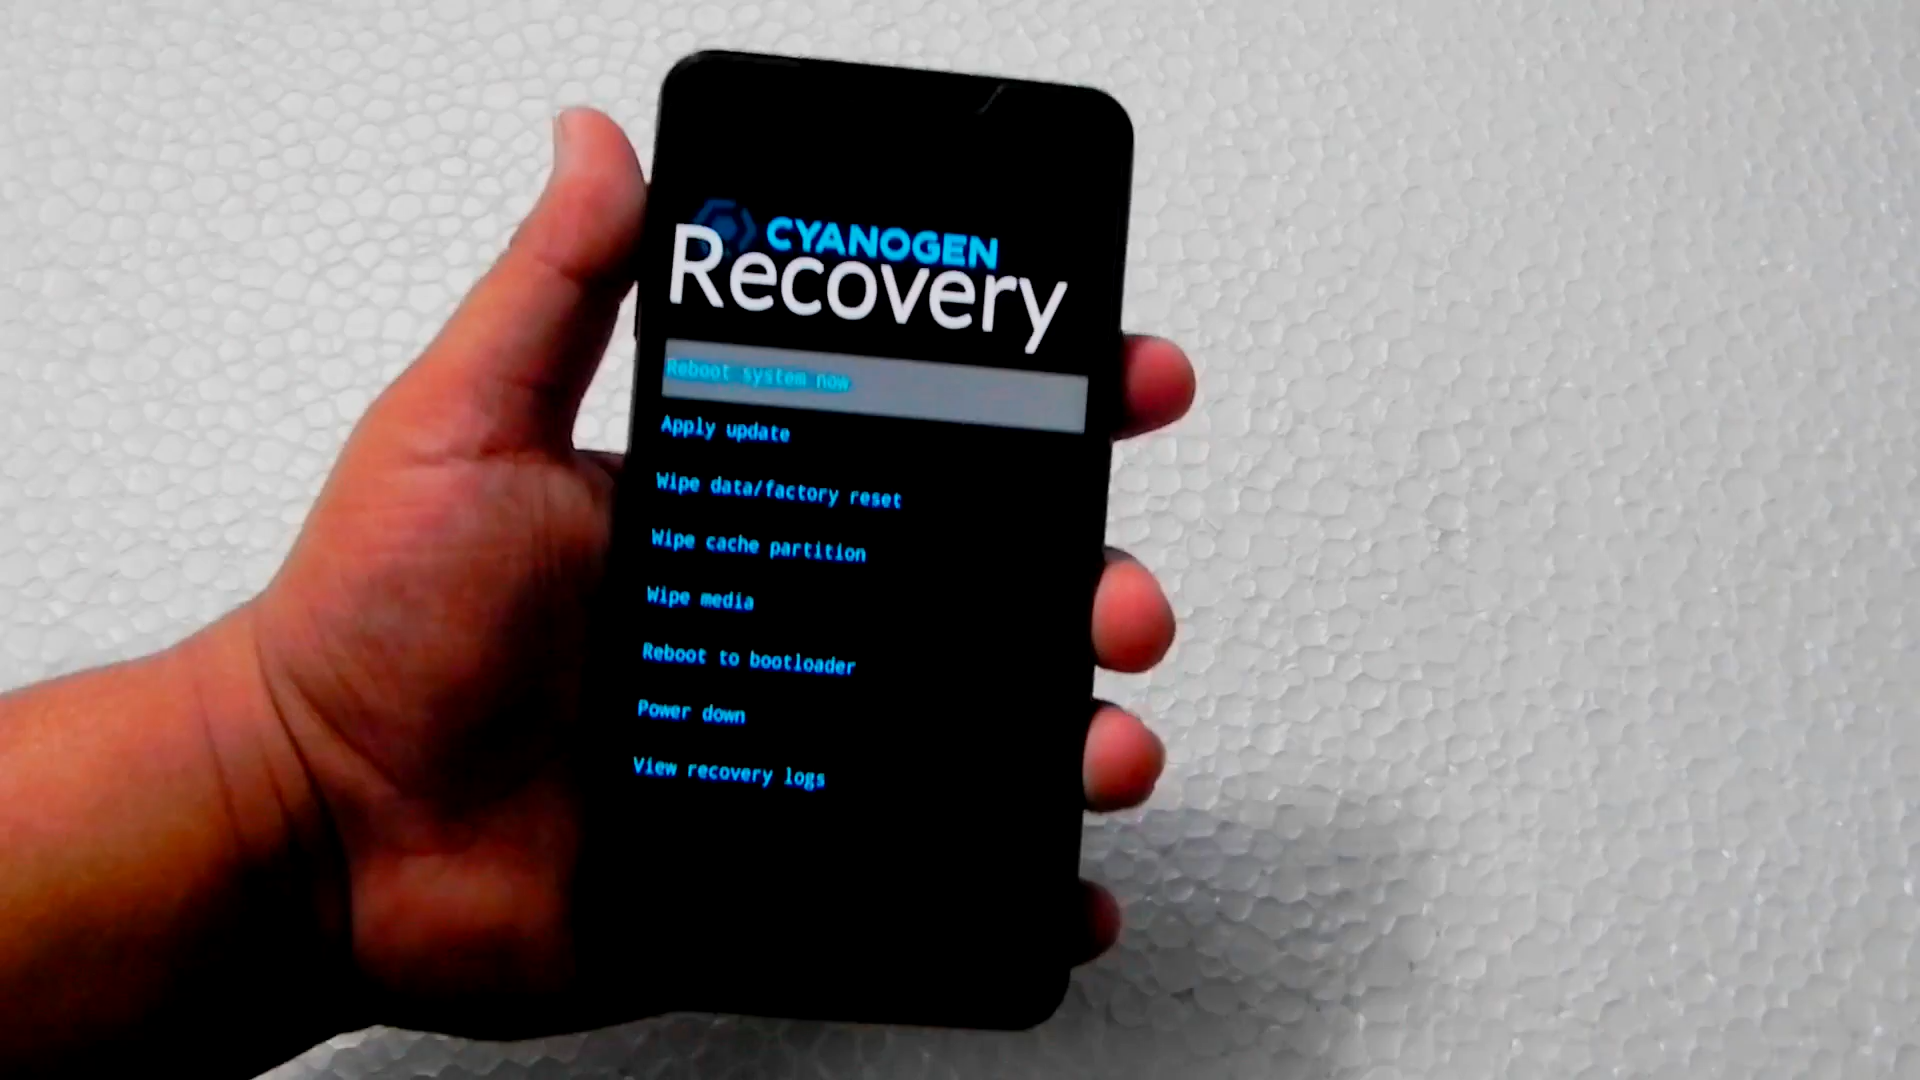 CYANOGEN
Recovery
Reboot system now
Apply update
Wipe data/factory reset
Wipe cache partition
Wipe media
Reboot to bootloader
Power down
View recovery logs